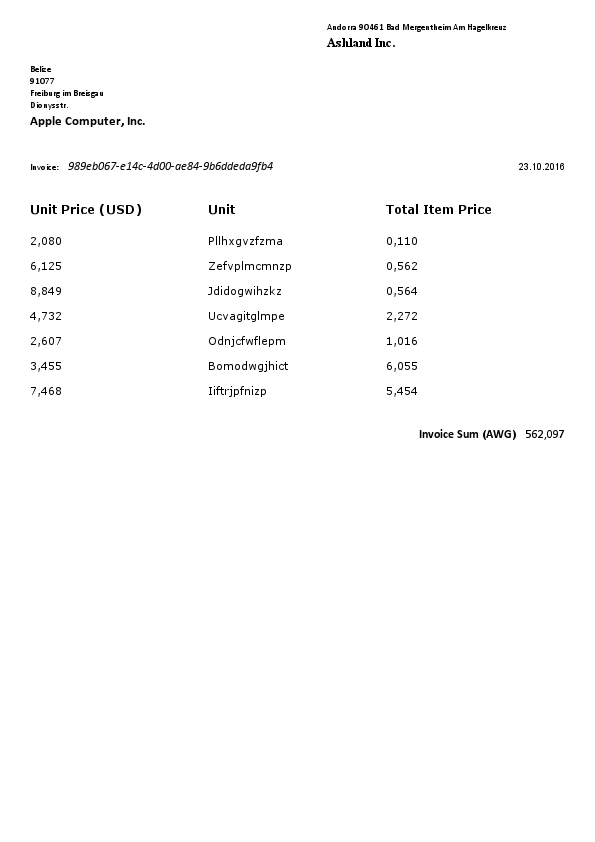 Andorra 90461 Bad Mergentheim Am Hagelkreuz
Ashland Inc.
Belize
91077
Freiburg im Breisgau
Dionysstr.
Apple Computer, Inc.
Invoice: 989eb067-e14c-4d00-ae84-9b6ddeda9fb4 23.10.2016
Unit Price (USD) Unit Total Item Price
2,080 Pllhxgvzfzma 0,110
6,125 Zefvplmcmnzp 0,562
8,849 Jdidogwihzkz 0,564
4,732 Ucvagitglmpe 2,272
2,607 Odnjcfwflepm 1,016
3,455 Bomodwgjhict 6,055
7,468 Iiftrjpfnizp 5,454
Invoice Sum (AWG) 562,097